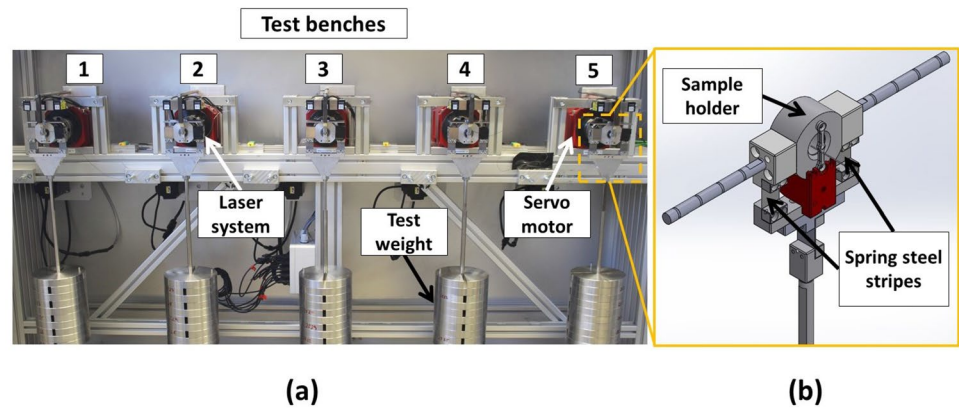 Test benches
1
2
3
4
5
Laser
system
Test
weight
Servo
motor
Sample
holder
Spring steel
stripes
(a)
(b)